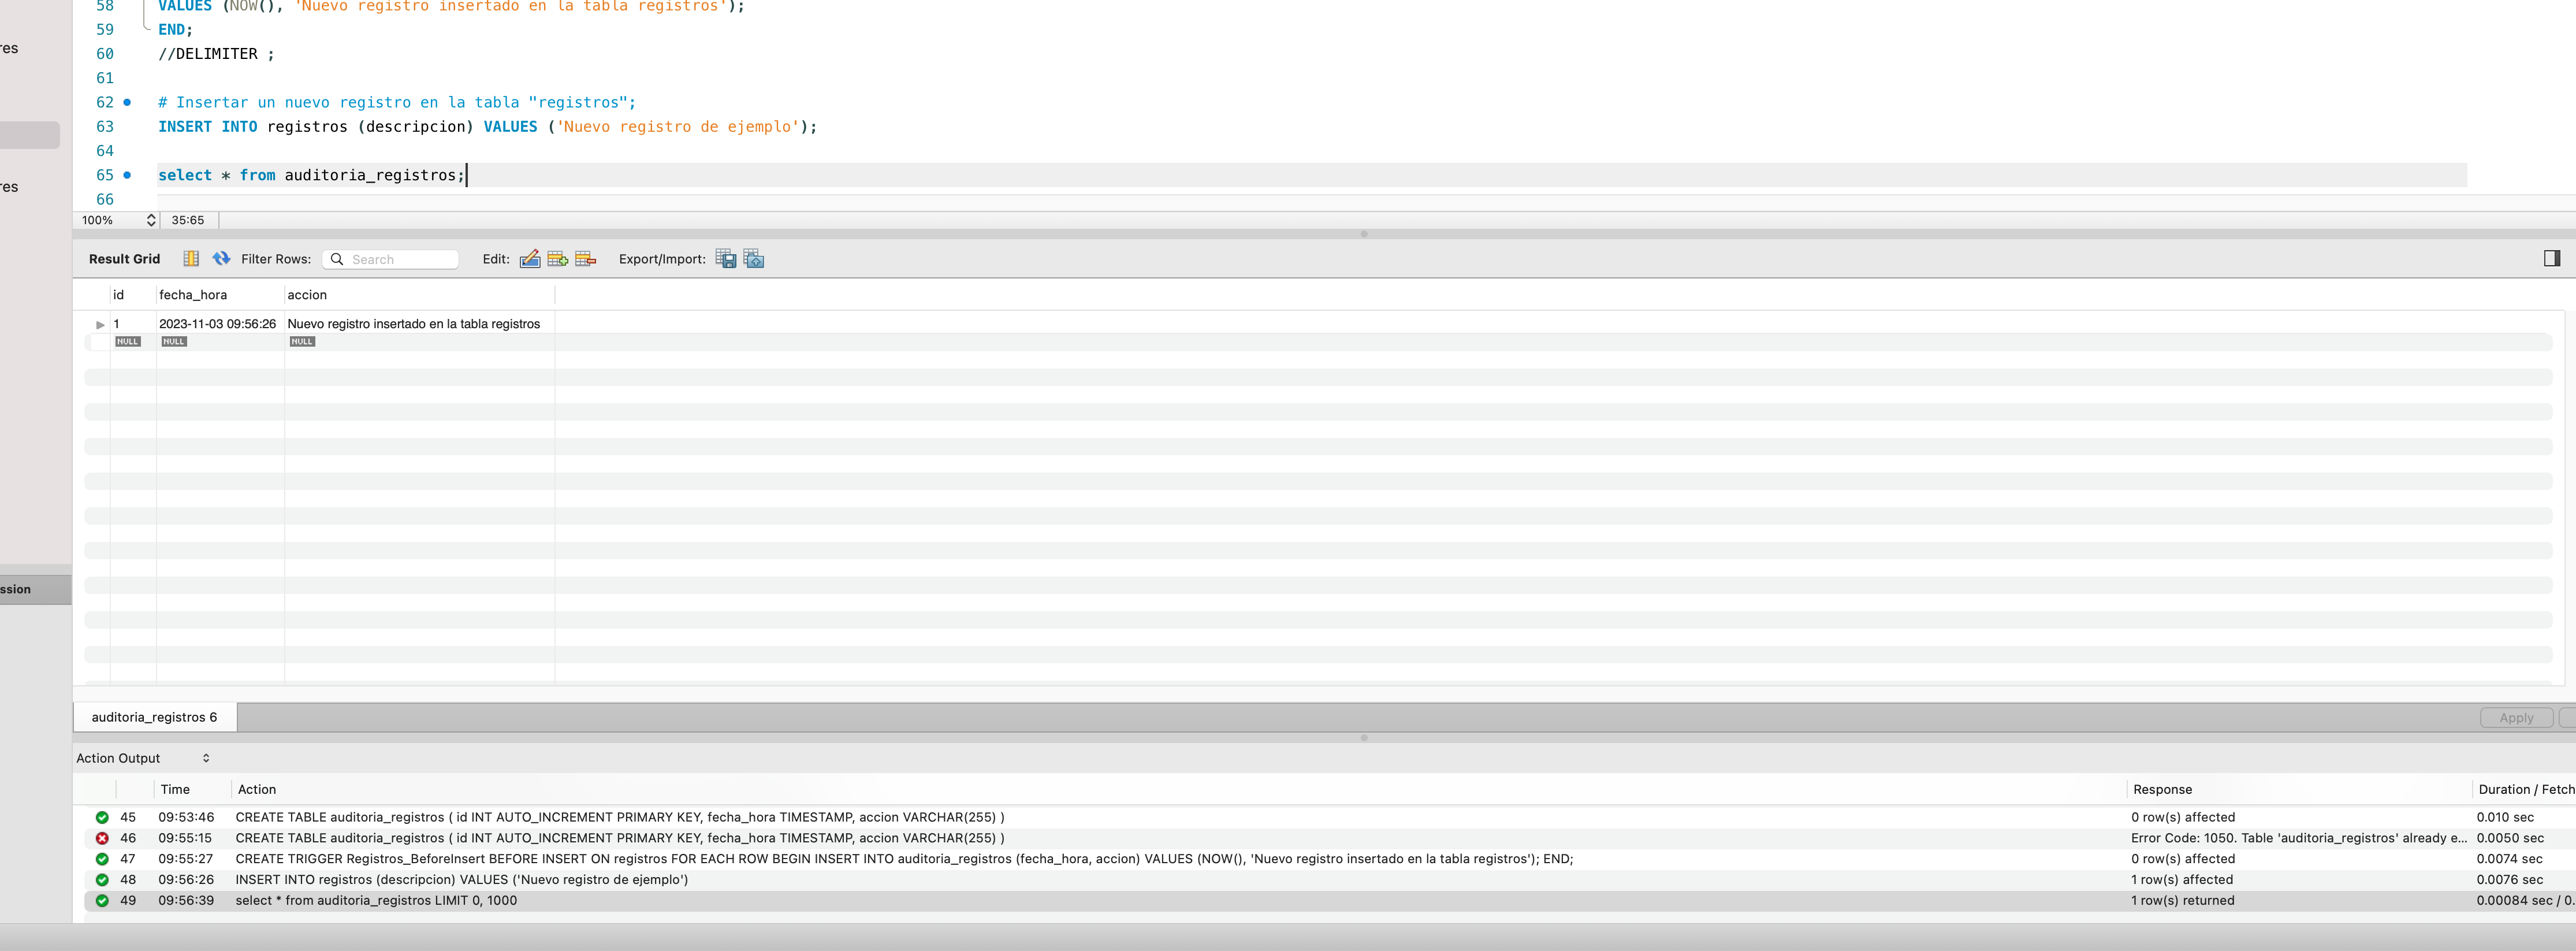 58 VALUES (NOW(), 'Nuevo registro insertado en la tabla registros');
59 END;
60 //DELIMITER ;
61
62 # Insertar un nuevo registro en la tabla "registros";
63 INSERT INTO registros (descripcion) VALUES ('Nuevo registro de ejemplo');
64
65 select * from auditoria_registros;
66
res
res
ssion
100% 35:65
Result Grid Filter Rows: Search Edit: Export/Import:
id fecha_hora accion
1 2023-11-03 09:56:26 Nuevo registro insertado en la tabla registros
NULL NULL NULL
auditoria_registros 6 Apply
Action Output
Time Action Response Duration / Fetch
45 09:53:46 CREATE TABLE auditoria_registros ( id INT AUTO_INCREMENT PRIMARY KEY, fecha_hora TIMESTAMP, accion VARCHAR(255) ) 0 row(s) affected 0.010 sec
46 09:55:15 CREATE TABLE auditoria_registros ( id INT AUTO_INCREMENT PRIMARY KEY, fecha_hora TIMESTAMP, accion VARCHAR(255) ) Error Code: 1050. Table 'auditoria_registros' already e... 0.0050 sec
47 09:55:27 CREATE TRIGGER Registros_BeforeInsert BEFORE INSERT ON registros FOR EACH ROW BEGIN INSERT INTO auditoria_registros (fecha_hora, accion) VALUES (NOW(), 'Nuevo registro insertado en la tabla registros'); END; 0 row(s) affected 0.0074 sec
48 09:56:26 INSERT INTO registros (descripcion) VALUES ('Nuevo registro de ejemplo') 1 row(s) affected 0.0076 sec
49 09:56:39 select * from auditoria_registros LIMIT 0, 1000 1 row(s) returned 0.00084 sec / 0.